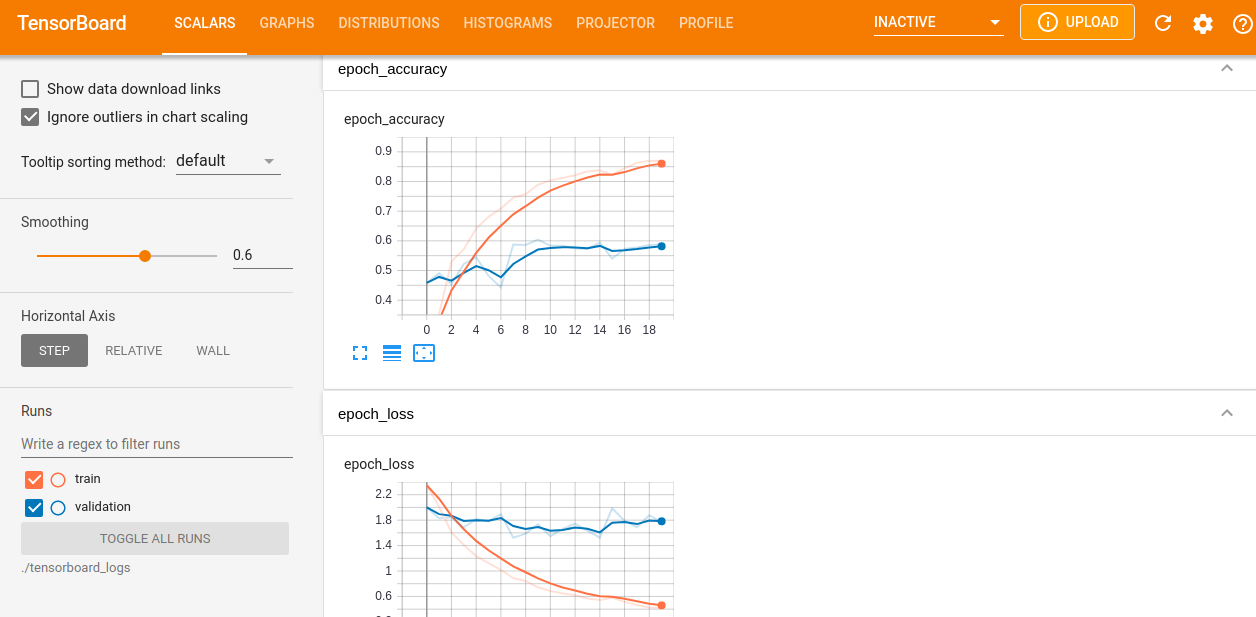 TensorBoard SCALARS GRAPHS DISTRIBUTIONS HISTOGRAMS PROJECTOR PROFILE INACTIVE UPLOAD
Show data download links
Ignore outliers in chart scaling
Tooltip sorting method: default
Smoothing
0.6
Horizontal Axis
STEP RELATIVE WALL
Runs
Write a regex to filter runs
train
validation
TOGGLE ALL RUNS
./tensorboard_logs
epoch_accuracy
epoch_accuracy
0.9
0.8
0.7
0.6
0.5
0.4
0 2 4 6 8 10 12 14 16 18
epoch_loss
epoch_loss
2.2
1.8
1.4
1
0.6